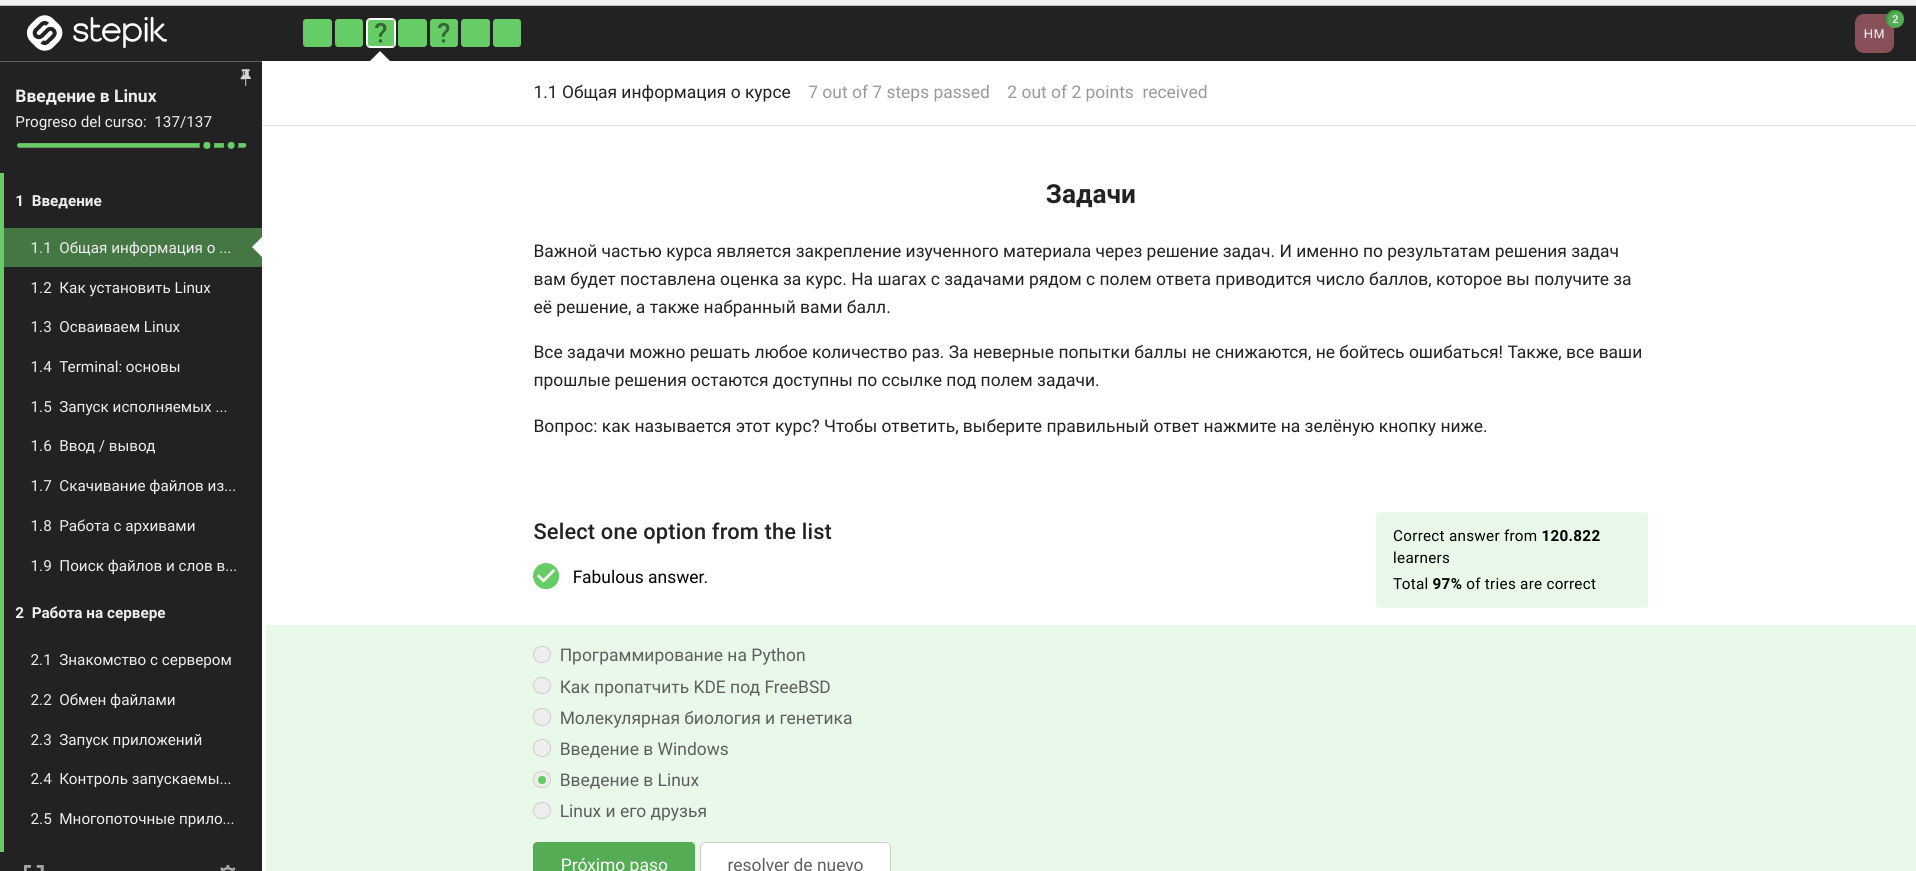 stepik
?
?
HM
2
Введение в Linux
Progreso del curso: 137/137
1 Введение
1.1 Общая информация о ...
1.2 Как установить Linux
1.3 Осваиваем Linux
1.4 Terminal: основы
1.5 Запуск исполняемых ...
1.6 Ввод / вывод
1.7 Скачивание файлов из...
1.8 Работа с архивами
1.9 Поиск файлов и слов в...
2 Работа на сервере
2.1 Знакомство с сервером
2.2 Обмен файлами
2.3 Запуск приложений
2.4 Контроль запускаемы...
2.5 Многопоточные прило...
1.1 Общая информация о курсе 7 out of 7 steps passed 2 out of 2 points received
Задачи
Важной частью курса является закрепление изученного материала через решение задач. И именно по результатам решения задач
вам будет поставлена оценка за курс. На шагах с задачами рядом с полем ответа приводится число баллов, которое вы получите за
её решение, а также набранный вами балл.
Все задачи можно решать любое количество раз. За неверные попытки баллы не снижаются, не бойтесь ошибаться! Также, все ваши
прошлые решения остаются доступны по ссылке под полем задачи.
Вопрос: как называется этот курс? Чтобы ответить, выберите правильный ответ нажмите на зелёную кнопку ниже.
Select one option from the list
Fabulous answer.
Correct answer from 120.822
learners
Total 97% of tries are correct
Программирование на Python
Как пропатчить KDE под FreeBSD
Молекулярная биология и генетика
Введение в Windows
Введение в Linux
Linux и его друзья
Próximo paso
resolver de nuevo